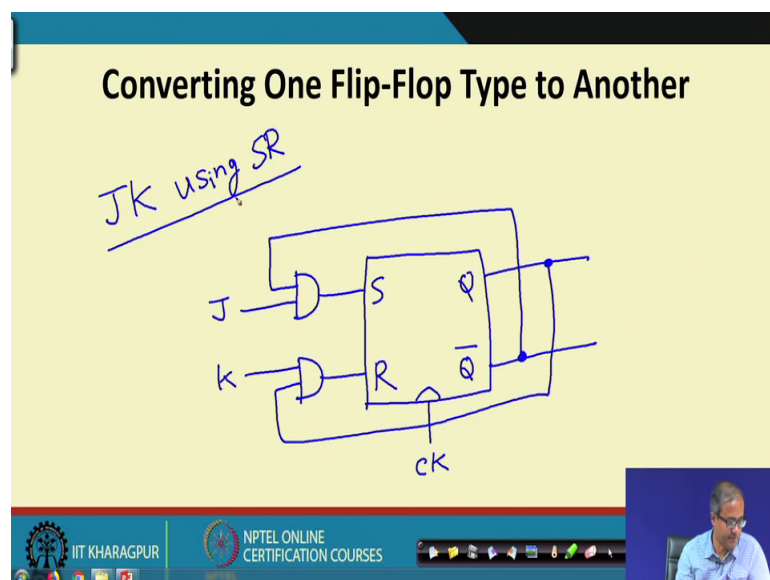 Converting One Flip-Flop Type to Another
JK using SR
J
S
Q
K
R
Q̅
CK
IIT KHARAGPUR
NPTEL ONLINE
CERTIFICATION COURSES